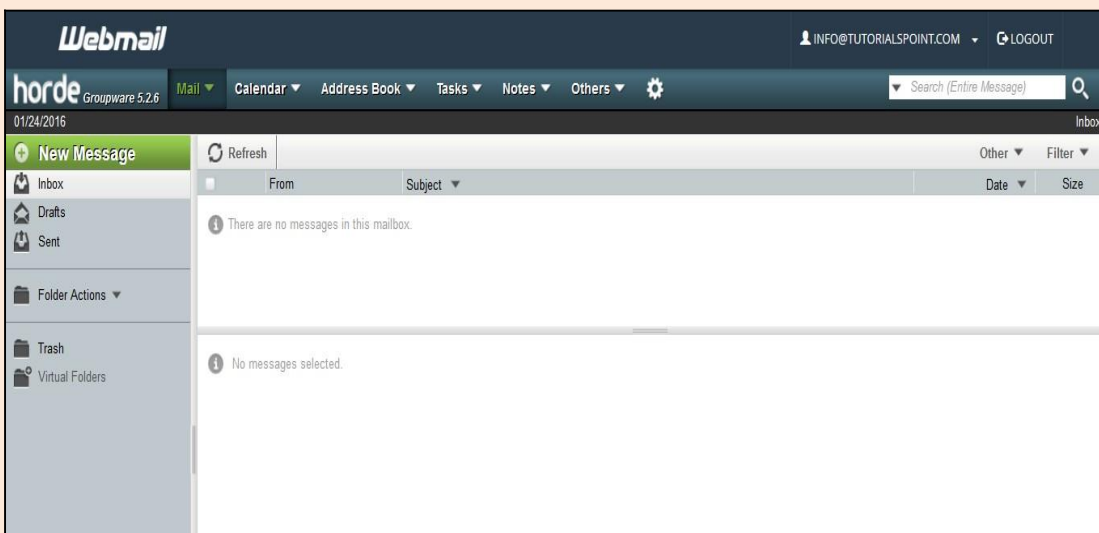 Webmail
INFO@TUTORIALSPOINT.COM LOGOUT
horde Groupware 5.2.6 Mail Calendar Address Book Tasks Notes Others Search (Entire Message)
01/24/2016 Inbox
New Message Refresh Other Filter
Inbox From Subject Date Size
Drafts There are no messages in this mailbox.
Sent
Folder Actions
Trash No messages selected.
Virtual Folders